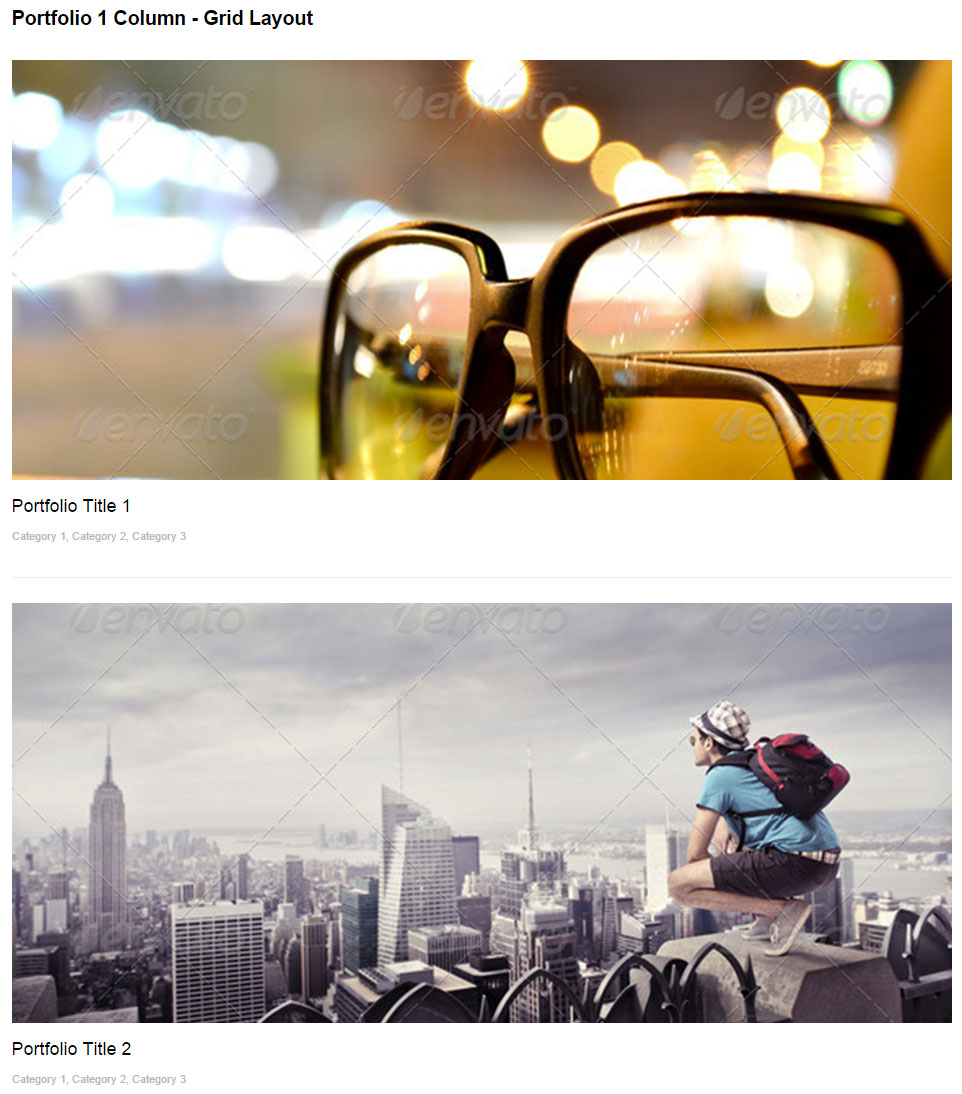 Portfolio 1 Column - Grid Layout
envato envato envato
envato envato envato
Portfolio Title 1
Category 1, Category 2, Category 3
envato envato envato
Portfolio Title 2
Category 1, Category 2, Category 3